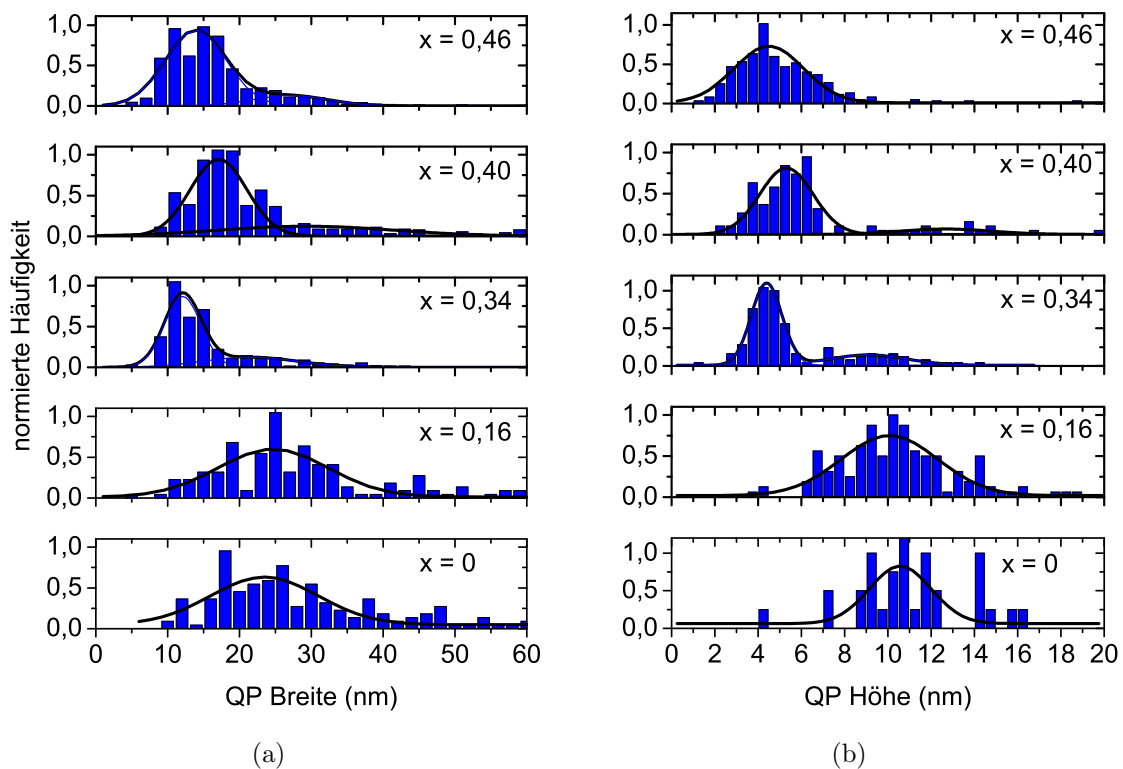 normierte Häufigkeit
1,0
0,5
0,0
x = 0,46
1,0
0,5
0,0
x = 0,40
1,0
0,5
0,0
x = 0,34
1,0
0,5
0,0
x = 0,16
1,0
0,5
0,0
x = 0
0 10 20 30 40 50 60
QP Breite (nm)
(a)
1,0
0,5
0,0
x = 0,46
1,0
0,5
0,0
x = 0,40
1,0
0,5
0,0
x = 0,34
1,0
0,5
0,0
x = 0,16
1,0
0,5
0,0
x = 0
0 2 4 6 8 10 12 14 16 18 20
QP Höhe (nm)
(b)